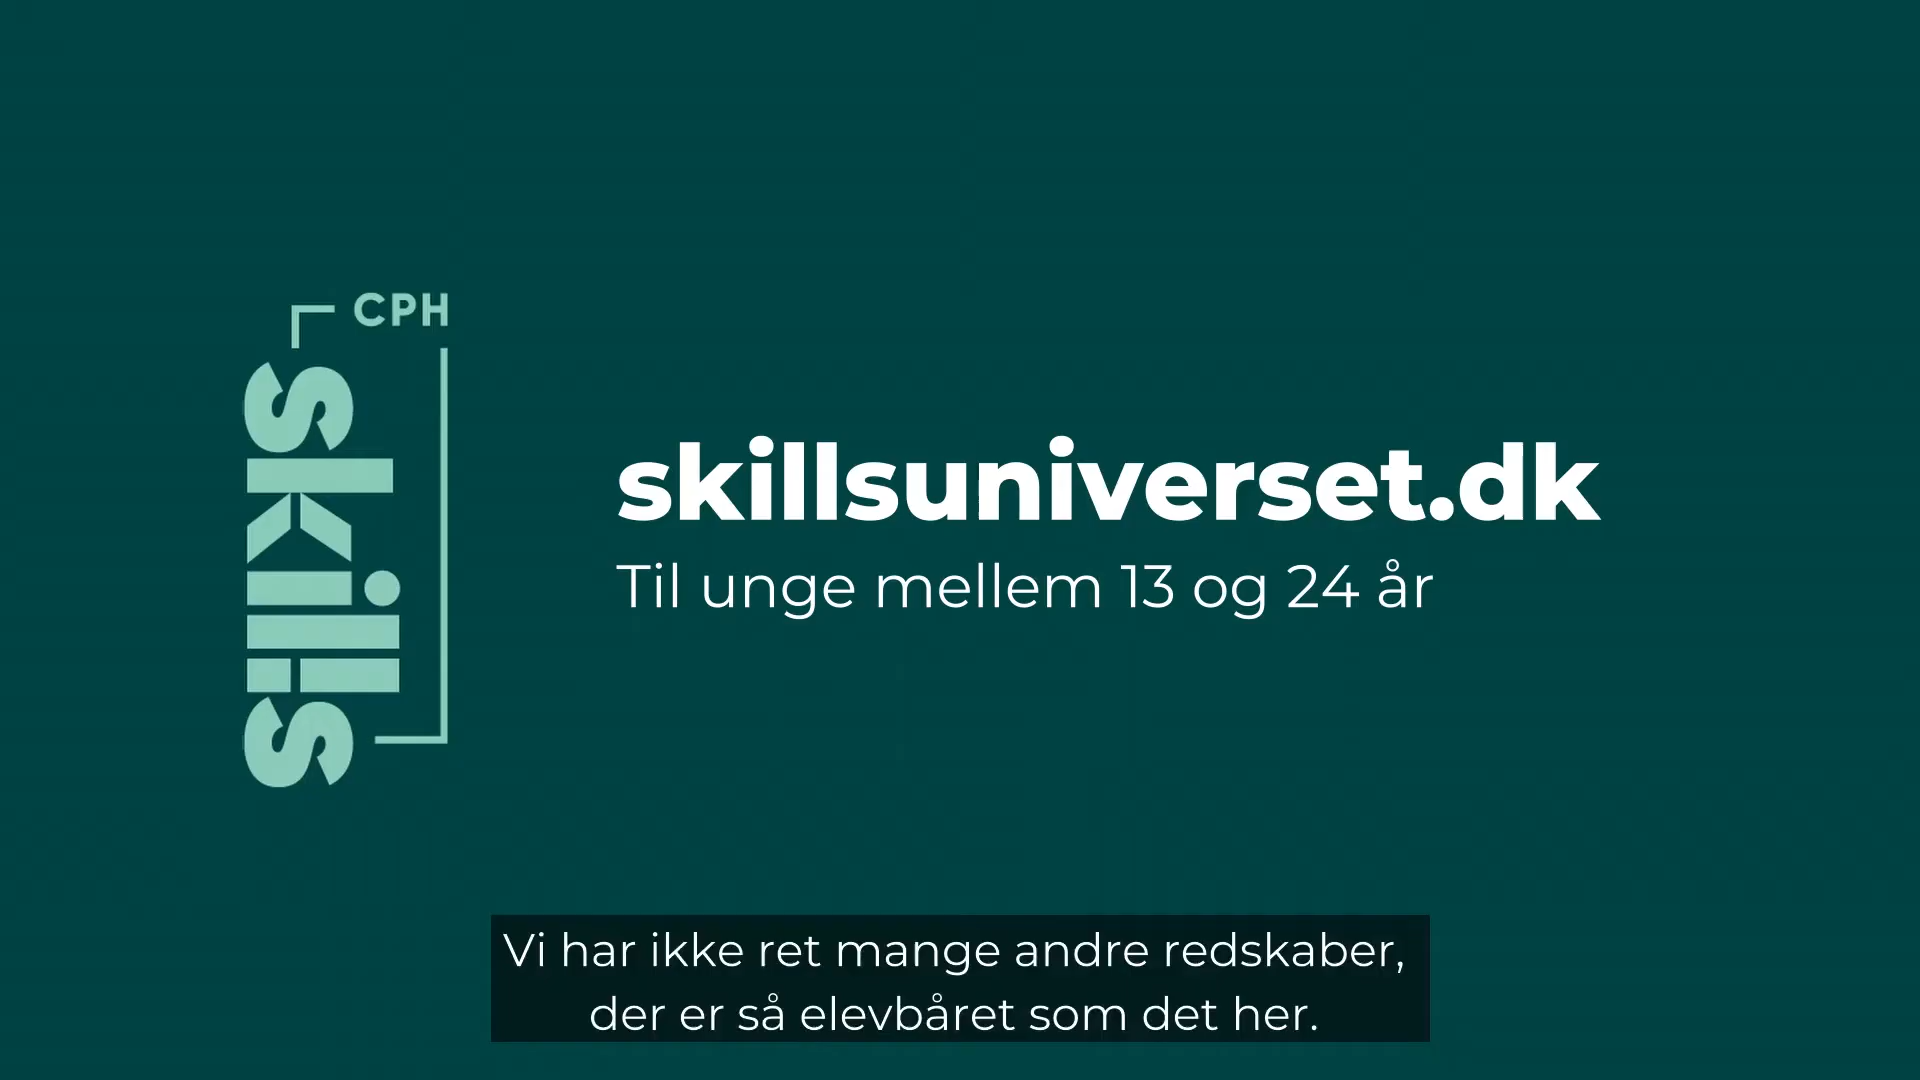 CPH
skills
skillsuniverset.dk
Til unge mellem 13 og 24 år
Vi har ikke ret mange andre redskaber,
der er så elevbåret som det her.